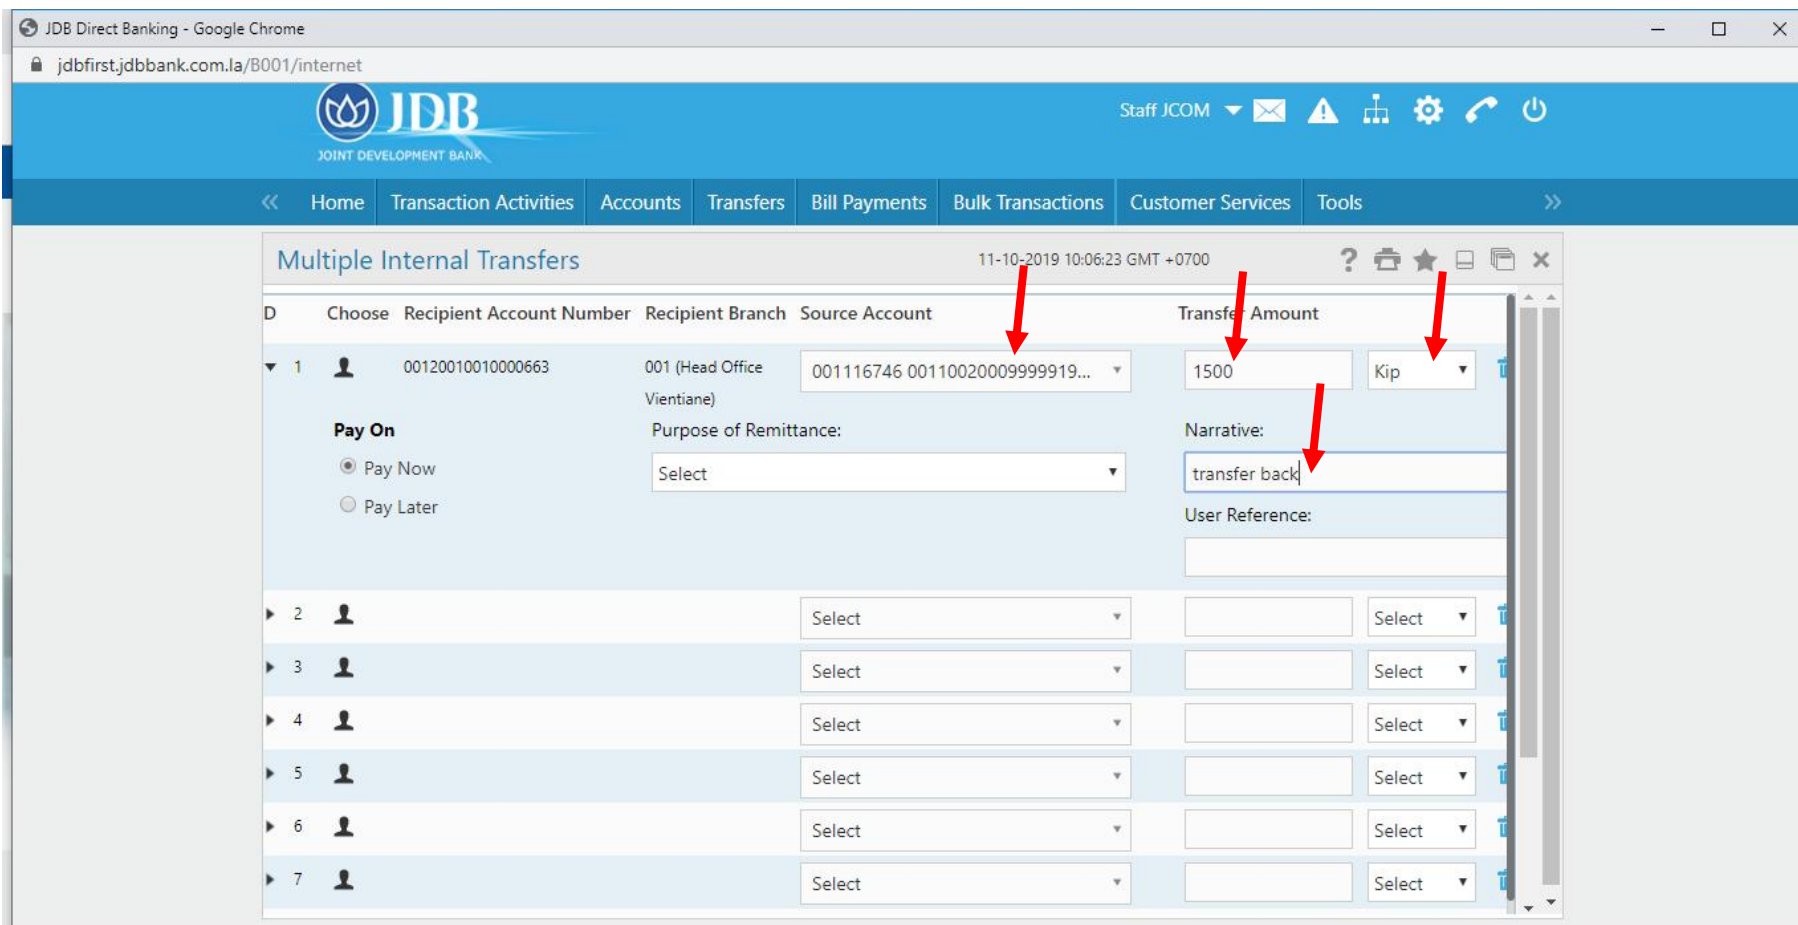 JDB Direct Banking - Google Chrome
jdbfirst.jdbbank.com.la/B001/internet
JDB
JOINT DEVELOPMENT BANK
Staff JCOM
Home Transaction Activities Accounts Transfers Bill Payments Bulk Transactions Customer Services Tools
Multiple Internal Transfers 11-10-2019 10:06:23 GMT +0700
D Choose Recipient Account Number Recipient Branch Source Account Transfer Amount
1 00120010010000663 001 (Head Office Vientiane) 001116746 00110020009999919... 1500 Kip
Pay On Purpose of Remittance: Narrative:
Pay Now Select transfer back
Pay Later User Reference:
2 Select Select
3 Select Select
4 Select Select
5 Select Select
6 Select Select
7 Select Select